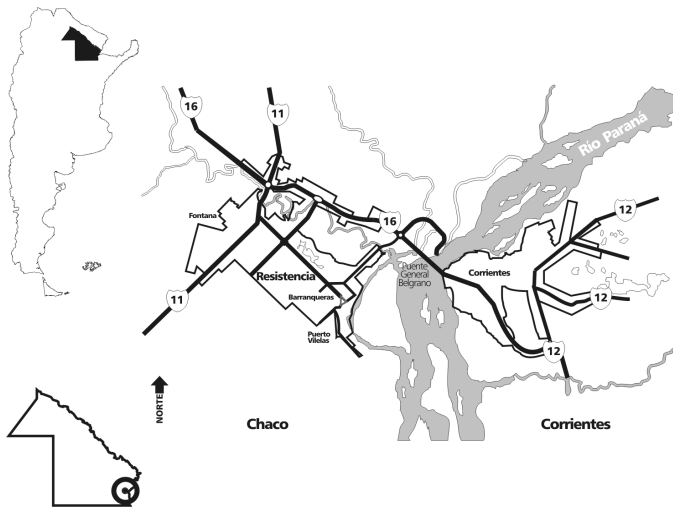 16
11
Río Paraná
12
Fontana
16
Resistencia
Puente
General
Belgrano
Corrientes
Barranqueras
11
12
Puerto
Vilelas
12
NORTE
Chaco
Corrientes